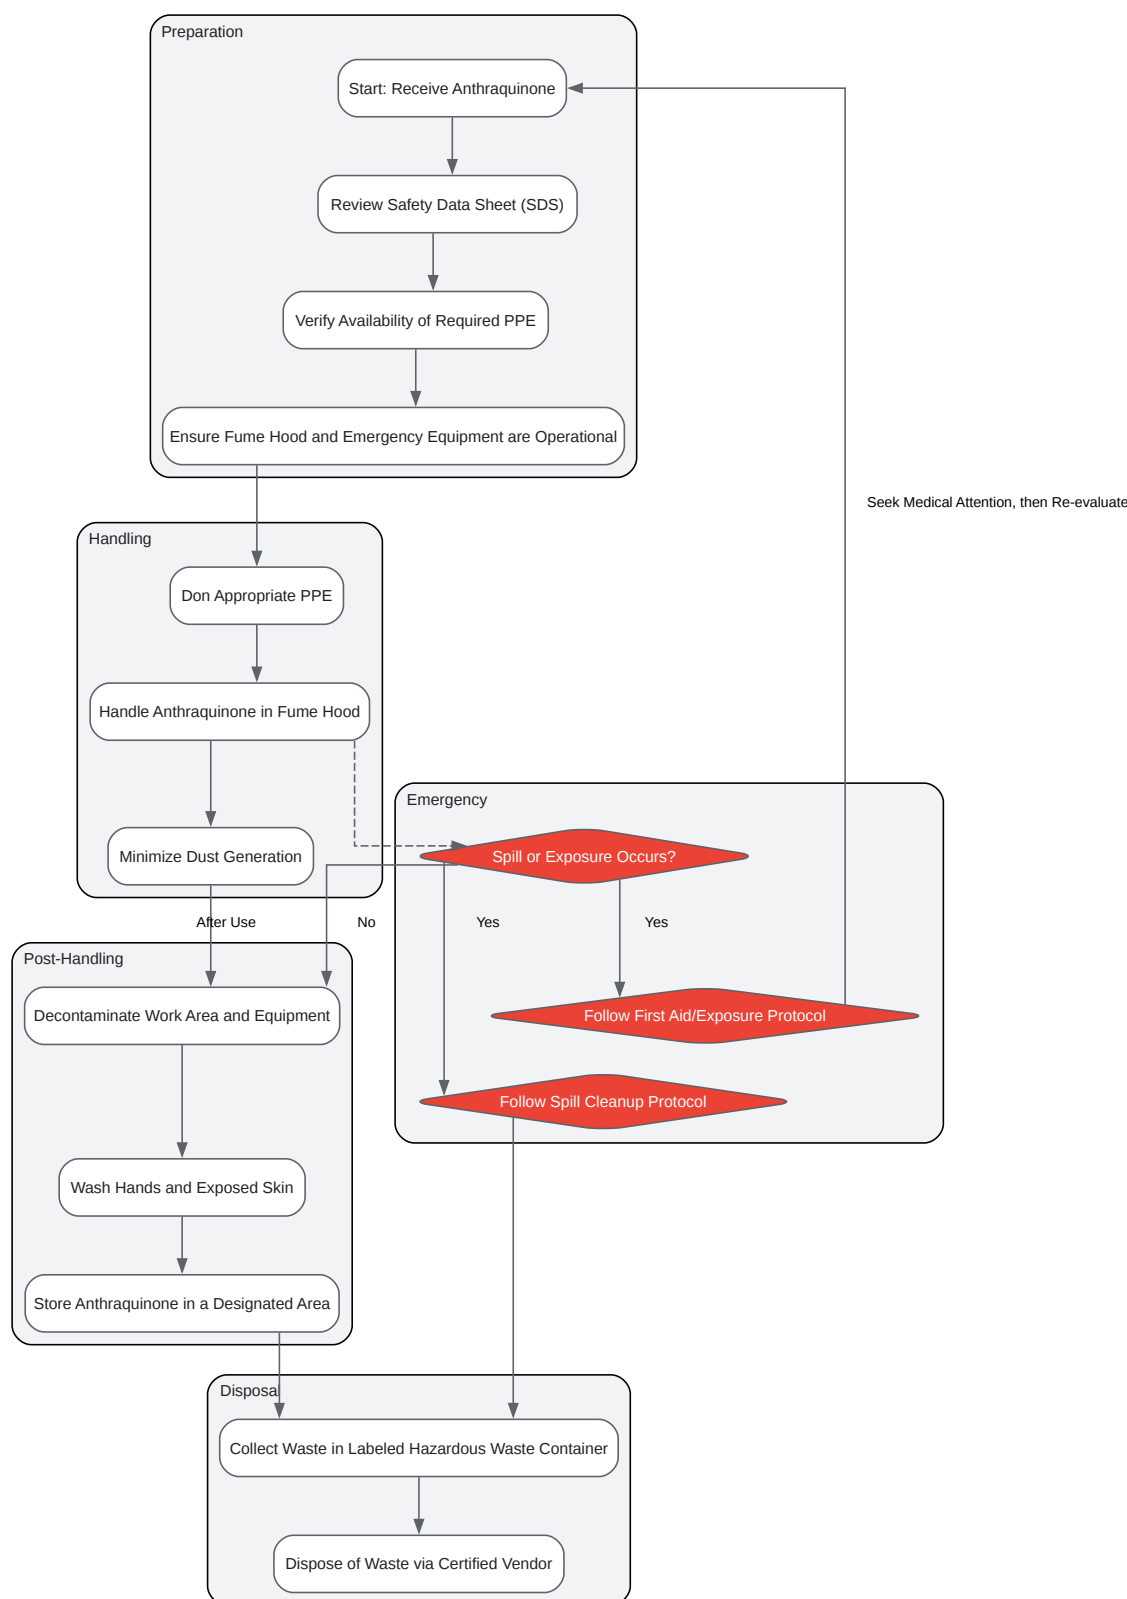 Preparation
Start: Receive Anthraquinone
Review Safety Data Sheet (SDS)
Verify Availability of Required PPE
Ensure Fume Hood and Emergency Equipment are Operational
Seek Medical Attention, then Re-evaluate
Handling
Don Appropriate PPE
Handle Anthraquinone in Fume Hood
Minimize Dust Generation
Emergency
Spill or Exposure Occurs?
After Use
No
Yes
Yes
Follow First Aid/Exposure Protocol
Follow Spill Cleanup Protocol
Post-Handling
Decontaminate Work Area and Equipment
Wash Hands and Exposed Skin
Store Anthraquinone in a Designated Area
Disposal
Collect Waste in Labeled Hazardous Waste Container
Dispose of Waste via Certified Vendor